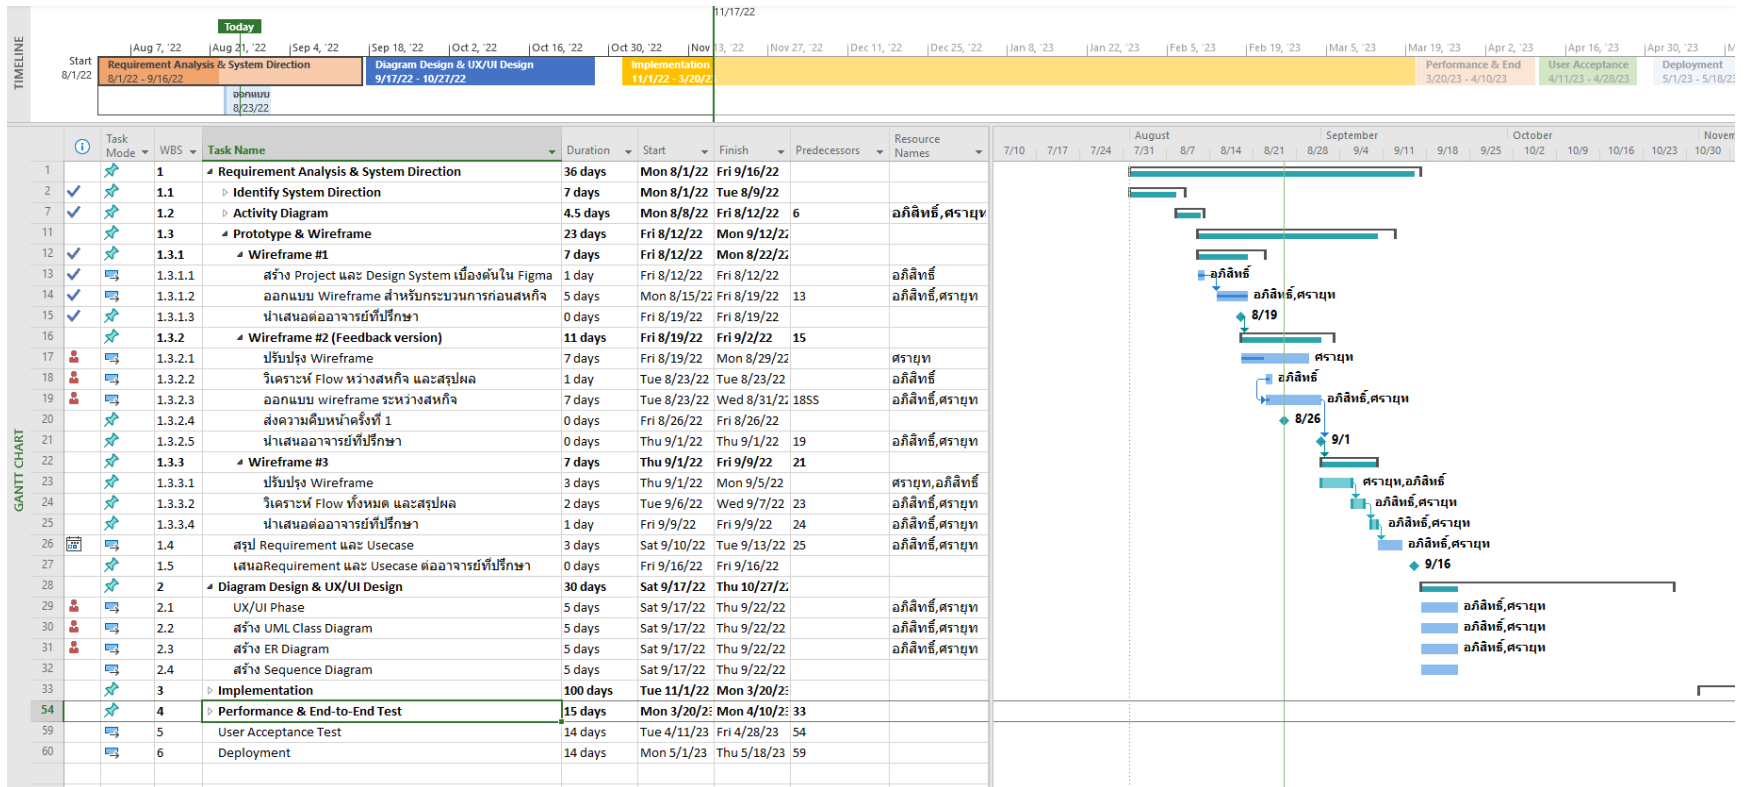 11/17/22
Today
TIMELINE
Aug 7, '22 Aug 21, '22 Sep 4, '22 Sep 18, '22 Oct 2, '22 Oct 16, '22 Oct 30, '22 Nov 13, '22 Nov 27, '22 Dec 11, '22 Dec 25, '22 Jan 8, '23 Jan 22, '23 Feb 5, '23 Feb 19, '23 Mar 5, '23 Mar 19, '23 Apr 2, '23 Apr 16, '23 Apr 30, '23
Start
8/1/22
Requirement Analysis & System Direction
8/1/22 - 9/16/22
Diagram Design & UX/UI Design
9/17/22 - 10/27/22
Implementation
11/1/22 - 3/20/2
Performance & End
3/20/23 - 4/10/23
User Acceptance
4/11/23 - 4/28/23
Deployment
5/1/23 - 5/18/23
ออกแบบ
8/23/22
GANTT CHART
Task Mode WBS Task Name Duration Start Finish Predecessors Resource Names
August September October Novem
7/10 7/17 7/24 7/31 8/7 8/14 8/21 8/28 9/4 9/11 9/18 9/25 10/2 10/9 10/16 10/23 10/30
1 1 Requirement Analysis & System Direction 36 days Mon 8/1/22 Fri 9/16/22
2 1.1 Identify System Direction 7 days Mon 8/1/22 Tue 8/9/22
7 1.2 Activity Diagram 4.5 days Mon 8/8/22 Fri 8/12/22 6 อภิสิทธิ์,ศรายุท
11 1.3 Prototype & Wireframe 23 days Fri 8/12/22 Mon 9/12/22
12 1.3.1 Wireframe #1 7 days Fri 8/12/22 Mon 8/22/22
13 1.3.1.1 สร้าง Project และ Design System เบื้องต้นใน Figma 1 day Fri 8/12/22 Fri 8/12/22 อภิสิทธิ์ อภิสิทธิ์
14 1.3.1.2 ออกแบบ Wireframe สำหรับกระบวนการก่อนสหกิจ 5 days Mon 8/15/22 Fri 8/19/22 13 อภิสิทธิ์,ศรายุท อภิสิทธิ์,ศรายุท
15 1.3.1.3 นำเสนอต่ออาจารย์ที่ปรึกษา 0 days Fri 8/19/22 Fri 8/19/22 8/19
16 1.3.2 Wireframe #2 (Feedback version) 11 days Fri 8/19/22 Fri 9/2/22 15
17 1.3.2.1 ปรับปรุง Wireframe 7 days Fri 8/19/22 Mon 8/29/22 ศรายุท ศรายุท
18 1.3.2.2 วิเคราะห์ Flow หว่างสหกิจ และสรุปผล 1 day Tue 8/23/22 Tue 8/23/22 อภิสิทธิ์ อภิสิทธิ์
19 1.3.2.3 ออกแบบ wireframe ระหว่างสหกิจ 7 days Tue 8/23/22 Wed 8/31/22 18SS อภิสิทธิ์,ศรายุท อภิสิทธิ์,ศรายุท
20 1.3.2.4 ส่งความคืบหน้าครั้งที่ 1 0 days Fri 8/26/22 Fri 8/26/22 8/26
21 1.3.2.5 นำเสนออาจารย์ที่ปรึกษา 0 days Thu 9/1/22 Thu 9/1/22 19 อภิสิทธิ์,ศรายุท 9/1
22 1.3.3 Wireframe #3 7 days Thu 9/1/22 Fri 9/9/22 21
23 1.3.3.1 ปรับปรุง Wireframe 3 days Thu 9/1/22 Mon 9/5/22 ศรายุท,อภิสิทธิ์ ศรายุท,อภิสิทธิ์
24 1.3.3.2 วิเคราะห์ Flow ทั้งหมด และสรุปผล 2 days Tue 9/6/22 Wed 9/7/22 23 อภิสิทธิ์,ศรายุท อภิสิทธิ์,ศรายุท
25 1.3.3.4 นำเสนอต่ออาจารย์ที่ปรึกษา 1 day Fri 9/9/22 Fri 9/9/22 24 อภิสิทธิ์,ศรายุท อภิสิทธิ์,ศรายุท
26 1.4 สรุป Requirement และ Usecase 3 days Sat 9/10/22 Tue 9/13/22 25 อภิสิทธิ์,ศรายุท อภิสิทธิ์,ศรายุท
27 1.5 เสนอRequirement และ Usecase ต่ออาจารย์ที่ปรึกษา 0 days Fri 9/16/22 Fri 9/16/22 9/16
28 2 Diagram Design & UX/UI Design 30 days Sat 9/17/22 Thu 10/27/22
29 2.1 UX/UI Phase 5 days Sat 9/17/22 Thu 9/22/22 อภิสิทธิ์,ศรายุท อภิสิทธิ์,ศรายุท
30 2.2 สร้าง UML Class Diagram 5 days Sat 9/17/22 Thu 9/22/22 อภิสิทธิ์,ศรายุท อภิสิทธิ์,ศรายุท
31 2.3 สร้าง ER Diagram 5 days Sat 9/17/22 Thu 9/22/22 อภิสิทธิ์,ศรายุท อภิสิทธิ์,ศรายุท
32 2.4 สร้าง Sequence Diagram 5 days Sat 9/17/22 Thu 9/22/22
33 3 Implementation 100 days Tue 11/1/22 Mon 3/20/23
54 4 Performance & End-to-End Test 15 days Mon 3/20/23 Mon 4/10/23 33
59 5 User Acceptance Test 14 days Tue 4/11/23 Fri 4/28/23 54
60 6 Deployment 14 days Mon 5/1/23 Thu 5/18/23 59